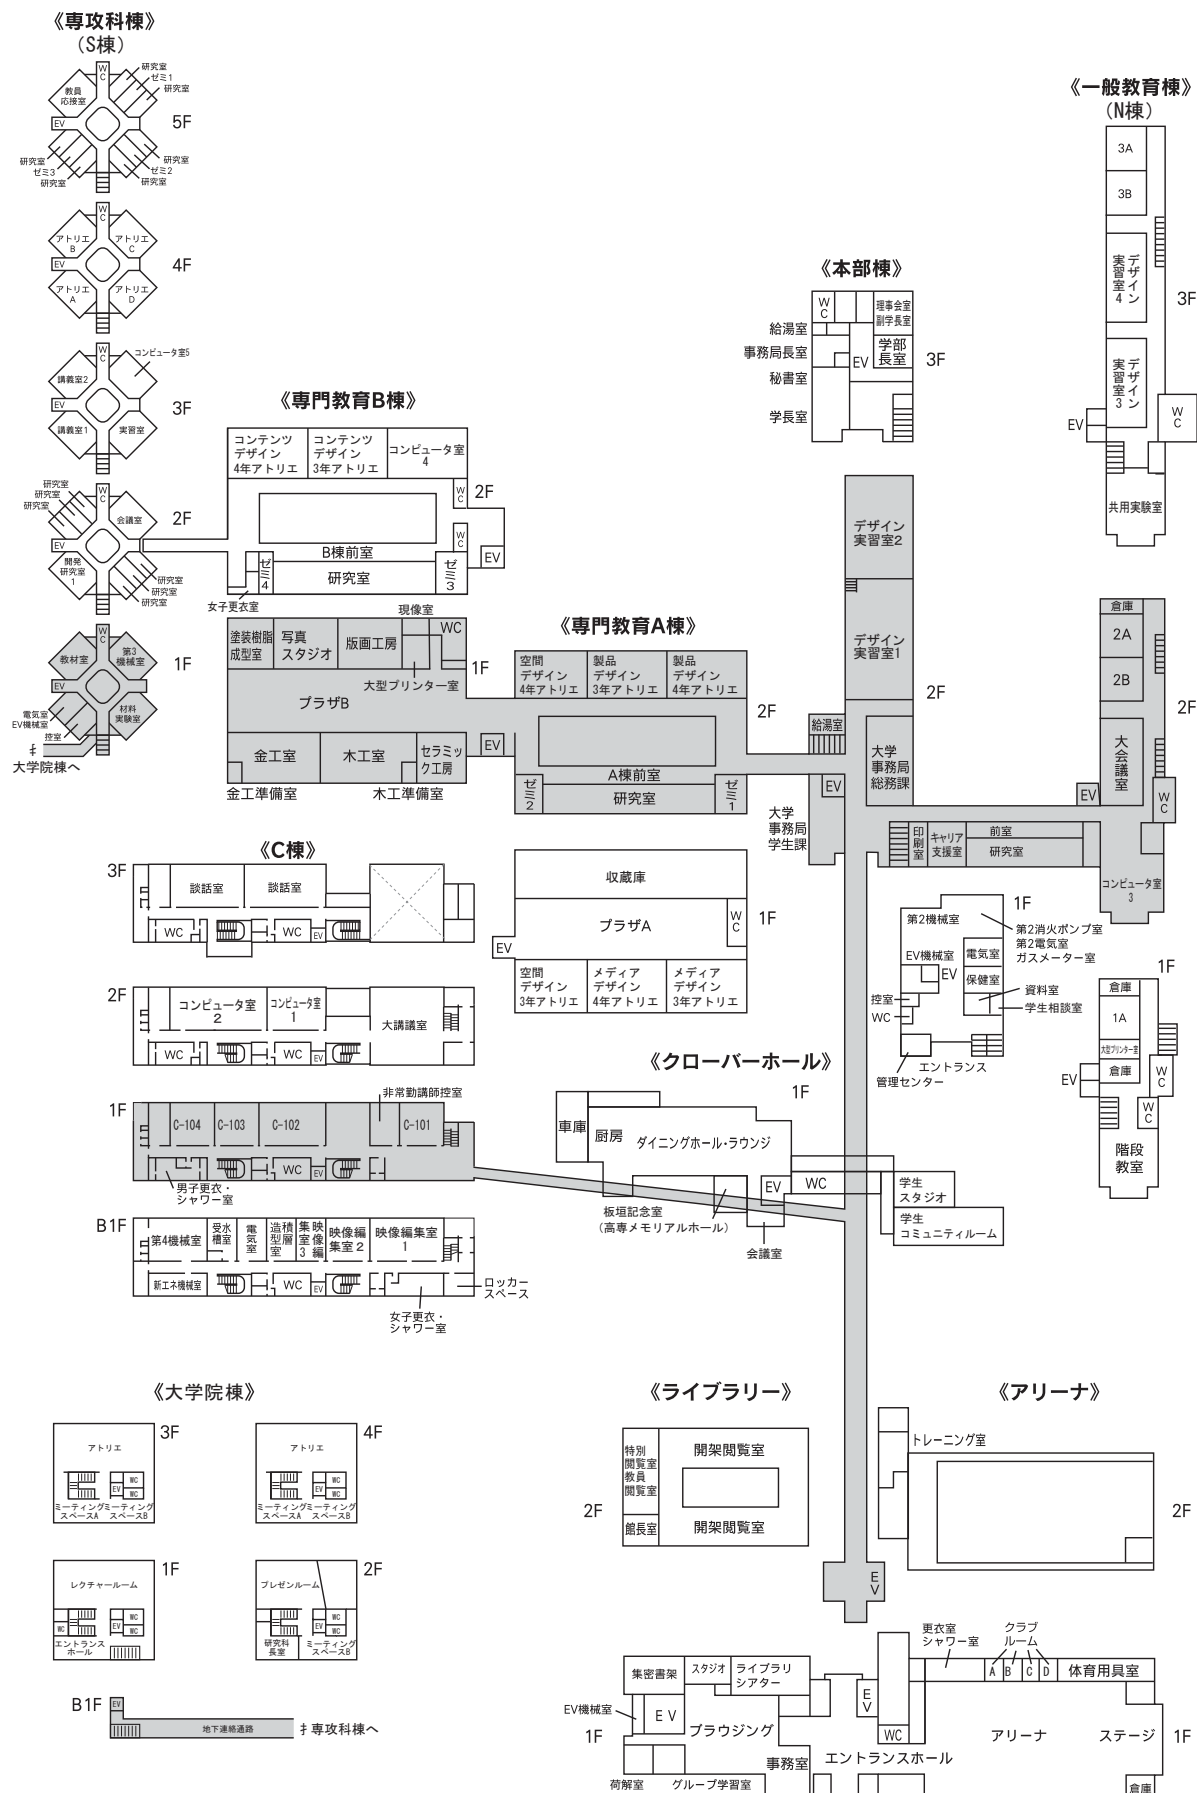 《専攻科棟》
(S棟)
WC
研究室
ゼミ1
研究室
教員
応接室
EV
5F
研究室
ゼミ3
研究室
研究室
ゼミ2
研究室
WC
アトリエ
B
アトリエ
C
EV
4F
アトリエ
A
アトリエ
D
WC
コンピュータ室5
講義室2
EV
3F
講義室1
実習室
研究室
研究室
研究室
WC
会議室
2F
EV
開発
研究室
1
研究室
研究室
研究室
WC
教材室
第3
機械室
1F
EV
電気室
EV機械室
材料
実験室
控室
大学院棟へ
《専門教育B棟》
コンテンツ
デザイン
4年アトリエ
コンテンツ
デザイン
3年アトリエ
コンピュータ室
4
WC
2F
WC
EV
B棟前室
ゼミ4
研究室
ゼミ3
女子更衣室
現像室
塗装樹脂
成型室
写真
スタジオ
版画工房
WC
1F
大型プリンター室
プラザB
金工室
木工室
セラミッ
ク工房
EV
金工準備室
木工準備室
《専門教育A棟》
空間
デザイン
4年アトリエ
製品
デザイン
3年アトリエ
製品
デザイン
4年アトリエ
2F
A棟前室
ゼミ2
研究室
ゼミ1
収蔵庫
プラザA
WC
1F
EV
空間
デザイン
3年アトリエ
メディア
デザイン
4年アトリエ
メディア
デザイン
3年アトリエ
《本部棟》
WC
理事会室
副学長室
給湯室
事務局長室
EV
学部
長室
3F
秘書室
学長室
デザイン
実習室2
デザイン
実習室1
2F
給湯室
大学
事務局
総務課
EV
大学
事務局
学生課
印刷室
キャリア
支援室
前室
研究室
1F
第2機械室
第2消火ポンプ室
第2電気室
ガスメーター室
EV機械室
電気室
EV
保健室
控室
資料室
WC
学生相談室
エントランス
管理センター
《一般教育棟》
(N棟)
3A
3B
デザイン
実習室4
3F
デザイン
実習室3
EV
WC
共用実験室
倉庫
2A
2B
2F
大会議室
EV
WC
コンピュータ室
3
1F
倉庫
1A
大型プリンター室
倉庫
EV
WC
WC
階段
教室
《C棟》
3F
談話室
談話室
WC
WC
EV
2F
コンピュータ室
2
コンピュータ室
1
大講議室
WC
WC
EV
非常勤講師控室
1F
C-104
C-103
C-102
C-101
WC
EV
男子更衣・
シャワー室
B1F
第4機械室
受水
槽室
電気室
造型室
積層
映像編
集室3
映像編
集室2
映像編集室
1
新エネ機械室
WC
EV
ロッカー
スペース
女子更衣・
シャワー室
《クローバーホール》
1F
車庫
厨房
ダイニングホール・ラウンジ
EV
WC
学生
スタジオ
板垣記念室
(高専メモリアルホール)
学生
コミュニティルーム
会議室
《大学院棟》
3F
アトリエ
WC
EV
WC
ミーティング
スペースA
ミーティング
スペースB
4F
アトリエ
WC
EV
WC
ミーティング
スペースA
ミーティング
スペースB
1F
レクチャールーム
WC
EV
WC
WC
エントランス
ホール
2F
プレゼンルーム
WC
EV
WC
研究科
長室
ミーティング
スペースB
B1F
EV
地下連絡通路
専攻科棟へ
《ライブラリー》
特別
閲覧室
教員
閲覧室
開架閲覧室
2F
館長室
開架閲覧室
EV
集密書架
スタジオ
ライブラリ
シアター
EV機械室
EV
ブラウジング
1F
事務室
荷解室
グループ学習室
《アリーナ》
トレーニング室
2F
更衣室
シャワー室
クラブ
ルーム
A
B
C
D
体育用具室
EV
WC
アリーナ
ステージ
1F
エントランスホール
倉庫